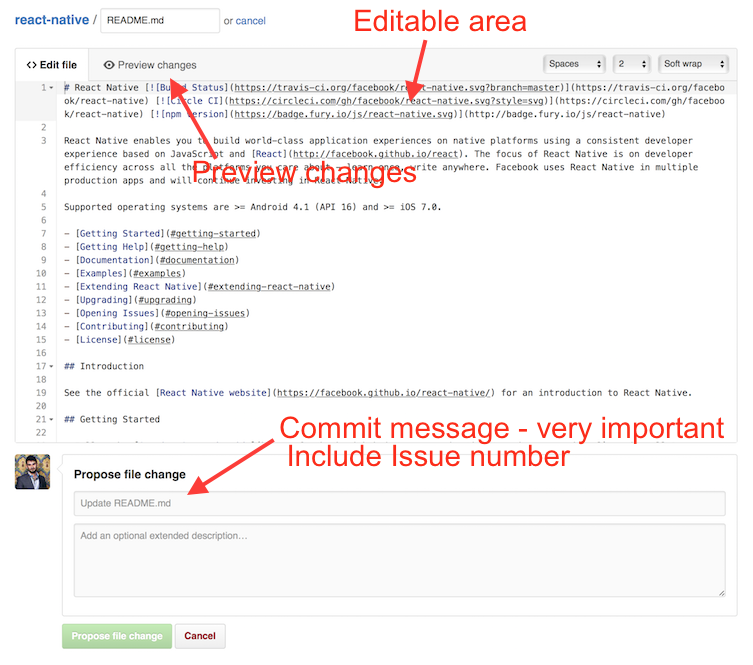 react-native / README.md or cancel
Editable area
Edit file Preview changes Spaces 2 Soft wrap
1 # React Native [![Build Status](https://travis-ci.org/facebook/react-native.svg?branch=master)](https://travis-ci.org/facebo
ok/react-native) [![Circle CI](https://circleci.com/gh/facebook/react-native.svg?style=svg)](https://circleci.com/gh/faceboo
k/react-native) [![npm version](https://badge.fury.io/js/react-native.svg)](http://badge.fury.io/js/react-native)
2
3 React Native enables you to build world-class application experiences on native platforms using a consistent developer
experience based on JavaScript and [React](http://facebook.github.io/react). The focus of React Native is on developer
efficiency across all the platforms you care about - learn once, write anywhere. Facebook uses React Native in multiple
production apps and will continue investing in React Native.
Preview changes
4
5 Supported operating systems are >= Android 4.1 (API 16) and >= iOS 7.0.
6
7 - [Getting Started](#getting-started)
8 - [Getting Help](#getting-help)
9 - [Documentation](#documentation)
10 - [Examples](#examples)
11 - [Extending React Native](#extending-react-native)
12 - [Upgrading](#upgrading)
13 - [Opening Issues](#opening-issues)
14 - [Contributing](#contributing)
15 - [License](#license)
16
17 ## Introduction
18
19 See the official [React Native website](https://facebook.github.io/react-native/) for an introduction to React Native.
20
21 ## Getting Started
22
Commit message - very important
Include Issue number
Propose file change
Update README.md
Add an optional extended description…
Propose file change Cancel